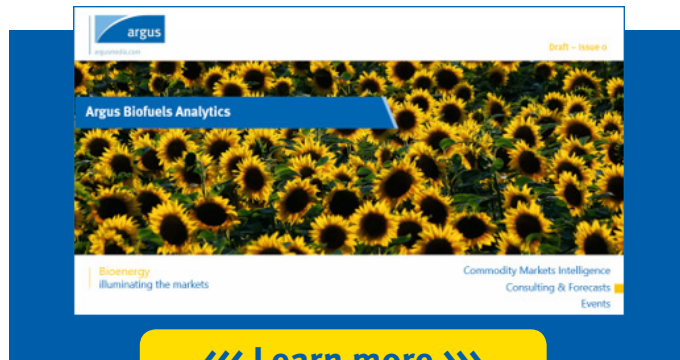 argus
argusmedia.com
Draft – Issue 0
Argus Biofuels Analytics
Bioenergy
illuminating the markets
Commodity Markets Intelligence
Consulting & Forecasts
Events
‹‹‹ Learn more ›››